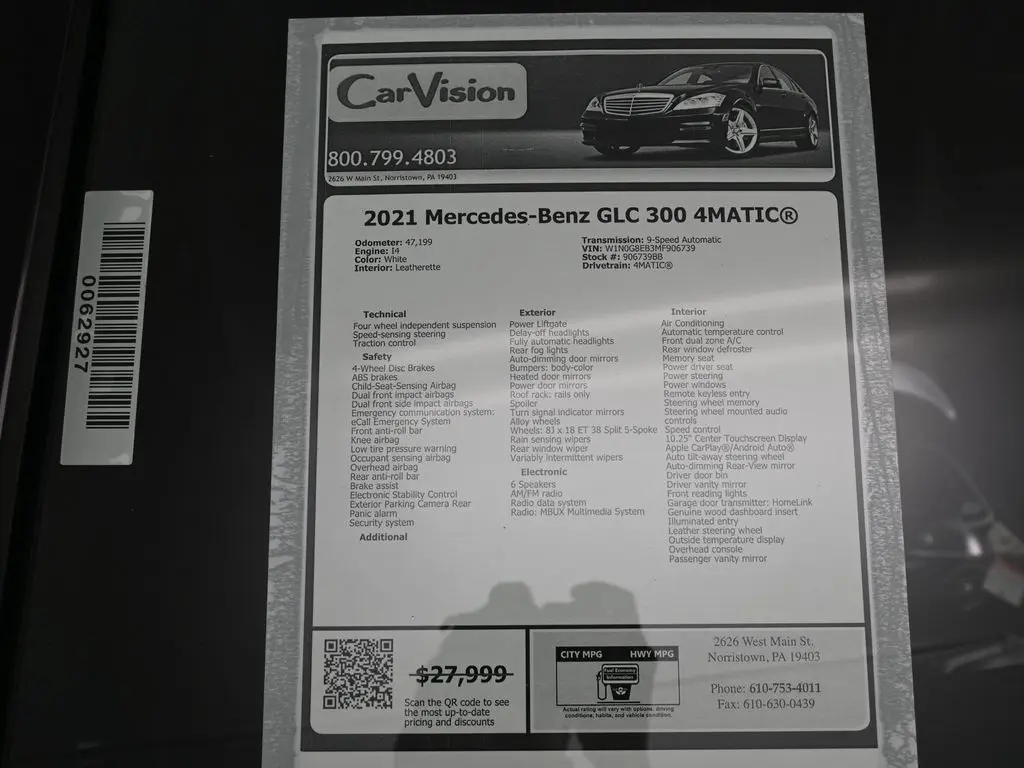 CarVision
800.799.4803
2626 W Main St, Norristown, PA 19403
0062927
2021 Mercedes-Benz GLC 300 4MATIC®
Odometer: 47,199
Engine: I4
Color: White
Interior: Leatherette
Transmission: 9-Speed Automatic
VIN: W1N0G8EB3MF906739
Stock #: 906739BB
Drivetrain: 4MATIC®
Technical
Four wheel independent suspension
Speed-sensing steering
Traction control
Safety
4-Wheel Disc Brakes
ABS brakes
Child-Seat-Sensing Airbag
Dual front impact airbags
Dual front side impact airbags
Emergency communication system:
eCall Emergency System
Front anti-roll bar
Knee airbag
Low tire pressure warning
Occupant sensing airbag
Overhead airbag
Rear anti-roll bar
Brake assist
Electronic Stability Control
Exterior Parking Camera Rear
Panic alarm
Security system
Additional
Exterior
Power Liftgate
Delay-off headlights
Fully automatic headlights
Rear fog lights
Auto-dimming door mirrors
Bumpers: body-color
Heated door mirrors
Power door mirrors
Roof rack: rails only
Spoiler
Turn signal indicator mirrors
Alloy wheels
Wheels: 8J x 18 ET 38 Split 5-Spoke
Rain sensing wipers
Rear window wiper
Variably intermittent wipers
Electronic
6 Speakers
AM/FM radio
Radio data system
Radio: MBUX Multimedia System
Interior
Air Conditioning
Automatic temperature control
Front dual zone A/C
Rear window defroster
Memory seat
Power driver seat
Power steering
Power windows
Remote keyless entry
Steering wheel memory
Steering wheel mounted audio
controls
Speed control
10.25" Center Touchscreen Display
Apple CarPlay®/Android Auto®
Auto tilt-away steering wheel
Auto-dimming Rear-View mirror
Driver door bin
Driver vanity mirror
Front reading lights
Garage door transmitter: HomeLink
Genuine wood dashboard insert
Illuminated entry
Leather steering wheel
Outside temperature display
Overhead console
Passenger vanity mirror
$27,999
Scan the QR code to see
the most up-to-date
pricing and discounts
CITY MPG HWY MPG
Fuel Economy
Information
Actual rating will vary with options, driving
conditions, habits, and vehicle condition.
2626 West Main St,
Norristown, PA 19403
Phone: 610-753-4011
Fax: 610-630-0439